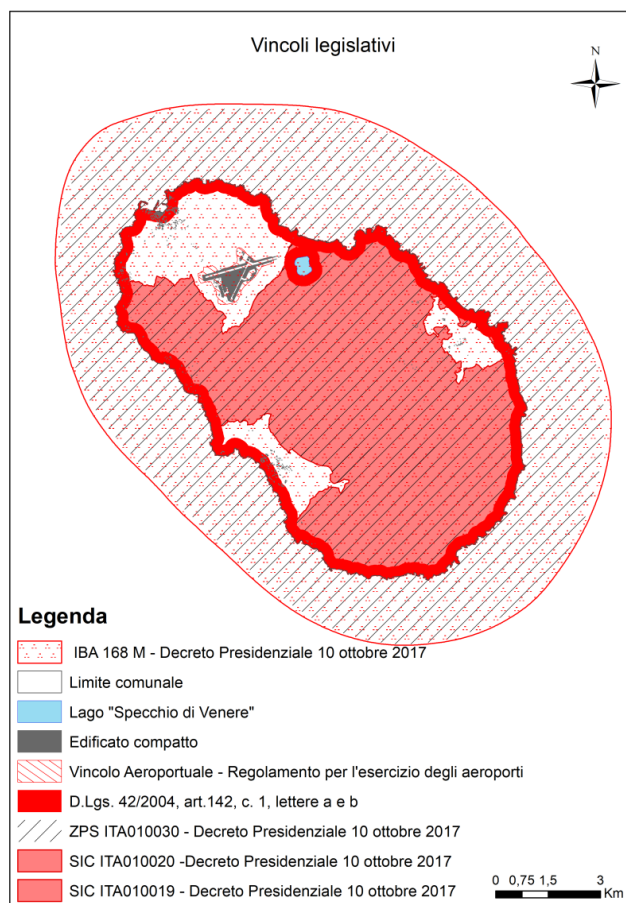 Vincoli legislativi
N
Legenda
IBA 168 M - Decreto Presidenziale 10 ottobre 2017
Limite comunale
Lago "Specchio di Venere"
Edificato compatto
Vincolo Aeroportuale - Regolamento per l'esercizio degli aeroporti
D.Lgs. 42/2004, art.142, c. 1, lettere a e b
ZPS ITA010030 - Decreto Presidenziale 10 ottobre 2017
SIC ITA010020 -Decreto Presidenziale 10 ottobre 2017
SIC ITA010019 - Decreto Presidenziale 10 ottobre 2017
0 0,75 1,5 3
Km